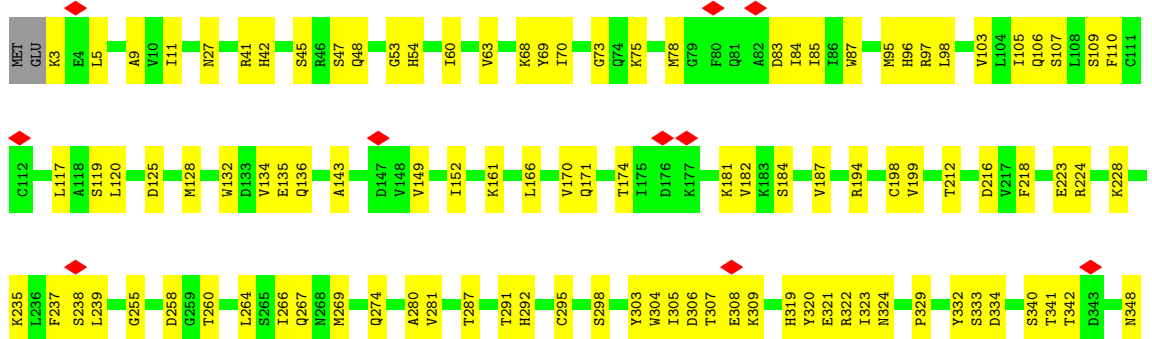 MET GLU K3 E4 L5 A9 V10 I11 N27 R41 H42 S45 R46 S47 Q48 G53 H54 I60 V63 K68 Y69 I70 G73 Q74 K75 M78 G79 F80 Q81 A82 D83 I84 I85 I86 W87 M95 H96 R97 L98 V103 L104 I105 Q106 S107 L108 S109 F110 C111
C112 L117 A118 S119 L120 D125 M128 W132 D133 V134 E135 Q136 A143 D147 V148 V149 I152 K161 L166 V170 Q171 T174 I175 D176 K177 K181 V182 K183 S184 V187 R194 C198 V199 T212 D216 V217 F218 E223 R224 K228
K235 L236 F237 S238 L239 G255 D258 G259 T260 L264 S265 I266 Q267 N268 M269 Q274 A280 V281 T287 T291 H292 C295 S298 Y303 W304 I305 D306 T307 E308 K309 H319 Y320 E321 R322 I323 N324 P329 Y332 S333 D334 S340 T341 T342 D343 N348